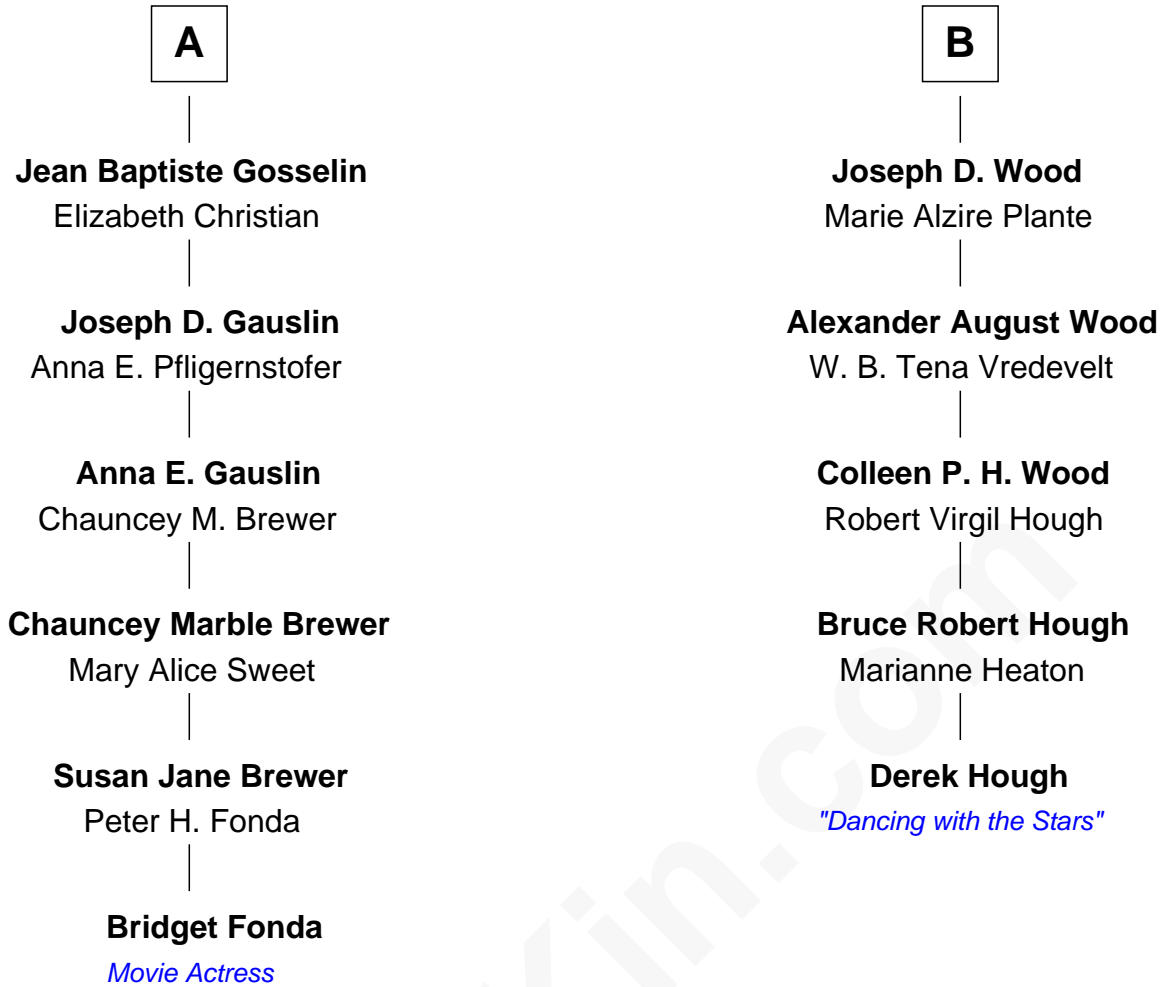 A
Jean Baptiste Gosselin
Elizabeth Christian
Joseph D. Gauslin
Anna E. Pfligernstofer
Anna E. Gauslin
Chauncey M. Brewer
Chauncey Marble Brewer
Mary Alice Sweet
Susan Jane Brewer
Peter H. Fonda
Bridget Fonda
Movie Actress
B
Joseph D. Wood
Marie Alzire Plante
Alexander August Wood
W. B. Tena Vredevelt
Colleen P. H. Wood
Robert Virgil Hough
Bruce Robert Hough
Marianne Heaton
Derek Hough
"Dancing with the Stars"
Kin.com